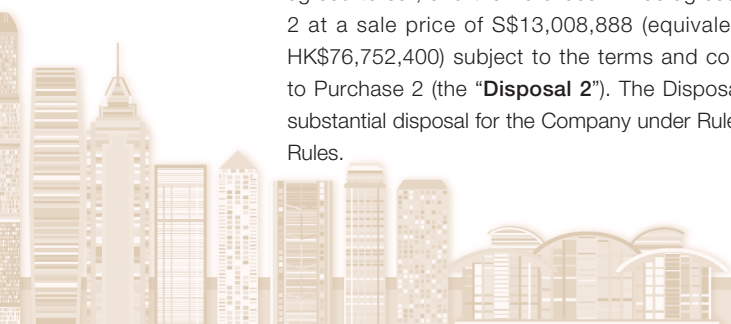 2 at a sale price of S$13,008,888 (equivale
HK$76,752,400) subject to the terms and co
to Purchase 2 (the “Disposal 2”). The Disposa
substantial disposal for the Company under Rule
Rules.